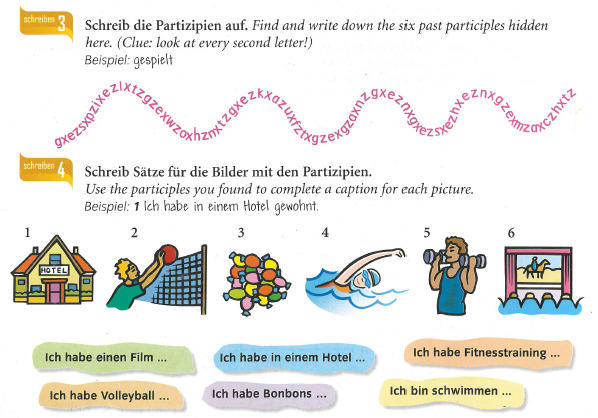 schreiben 3
Schreib die Partizipien auf. Find and write down the six past participles hidden
here. (Clue: look at every second letter!)
Beispiel: gespielt
gxezsxpzixezlxtzgzexwzoxhznxtzgxezkxazuxfztxgzexgzaxnzgxeznxgxezsxezhxeznxgzexmzaxczhxtz
schreiben 4
Schreib Sätze für die Bilder mit den Partizipien.
Use the participles you found to complete a caption for each picture.
Beispiel: 1 Ich habe in einem Hotel gewohnt.
1 2 3 4 5 6
HOTEL
Ich habe einen Film ... Ich habe in einem Hotel ... Ich habe Fitnesstraining ...
Ich habe Volleyball ... Ich habe Bonbons ... Ich bin schwimmen ...